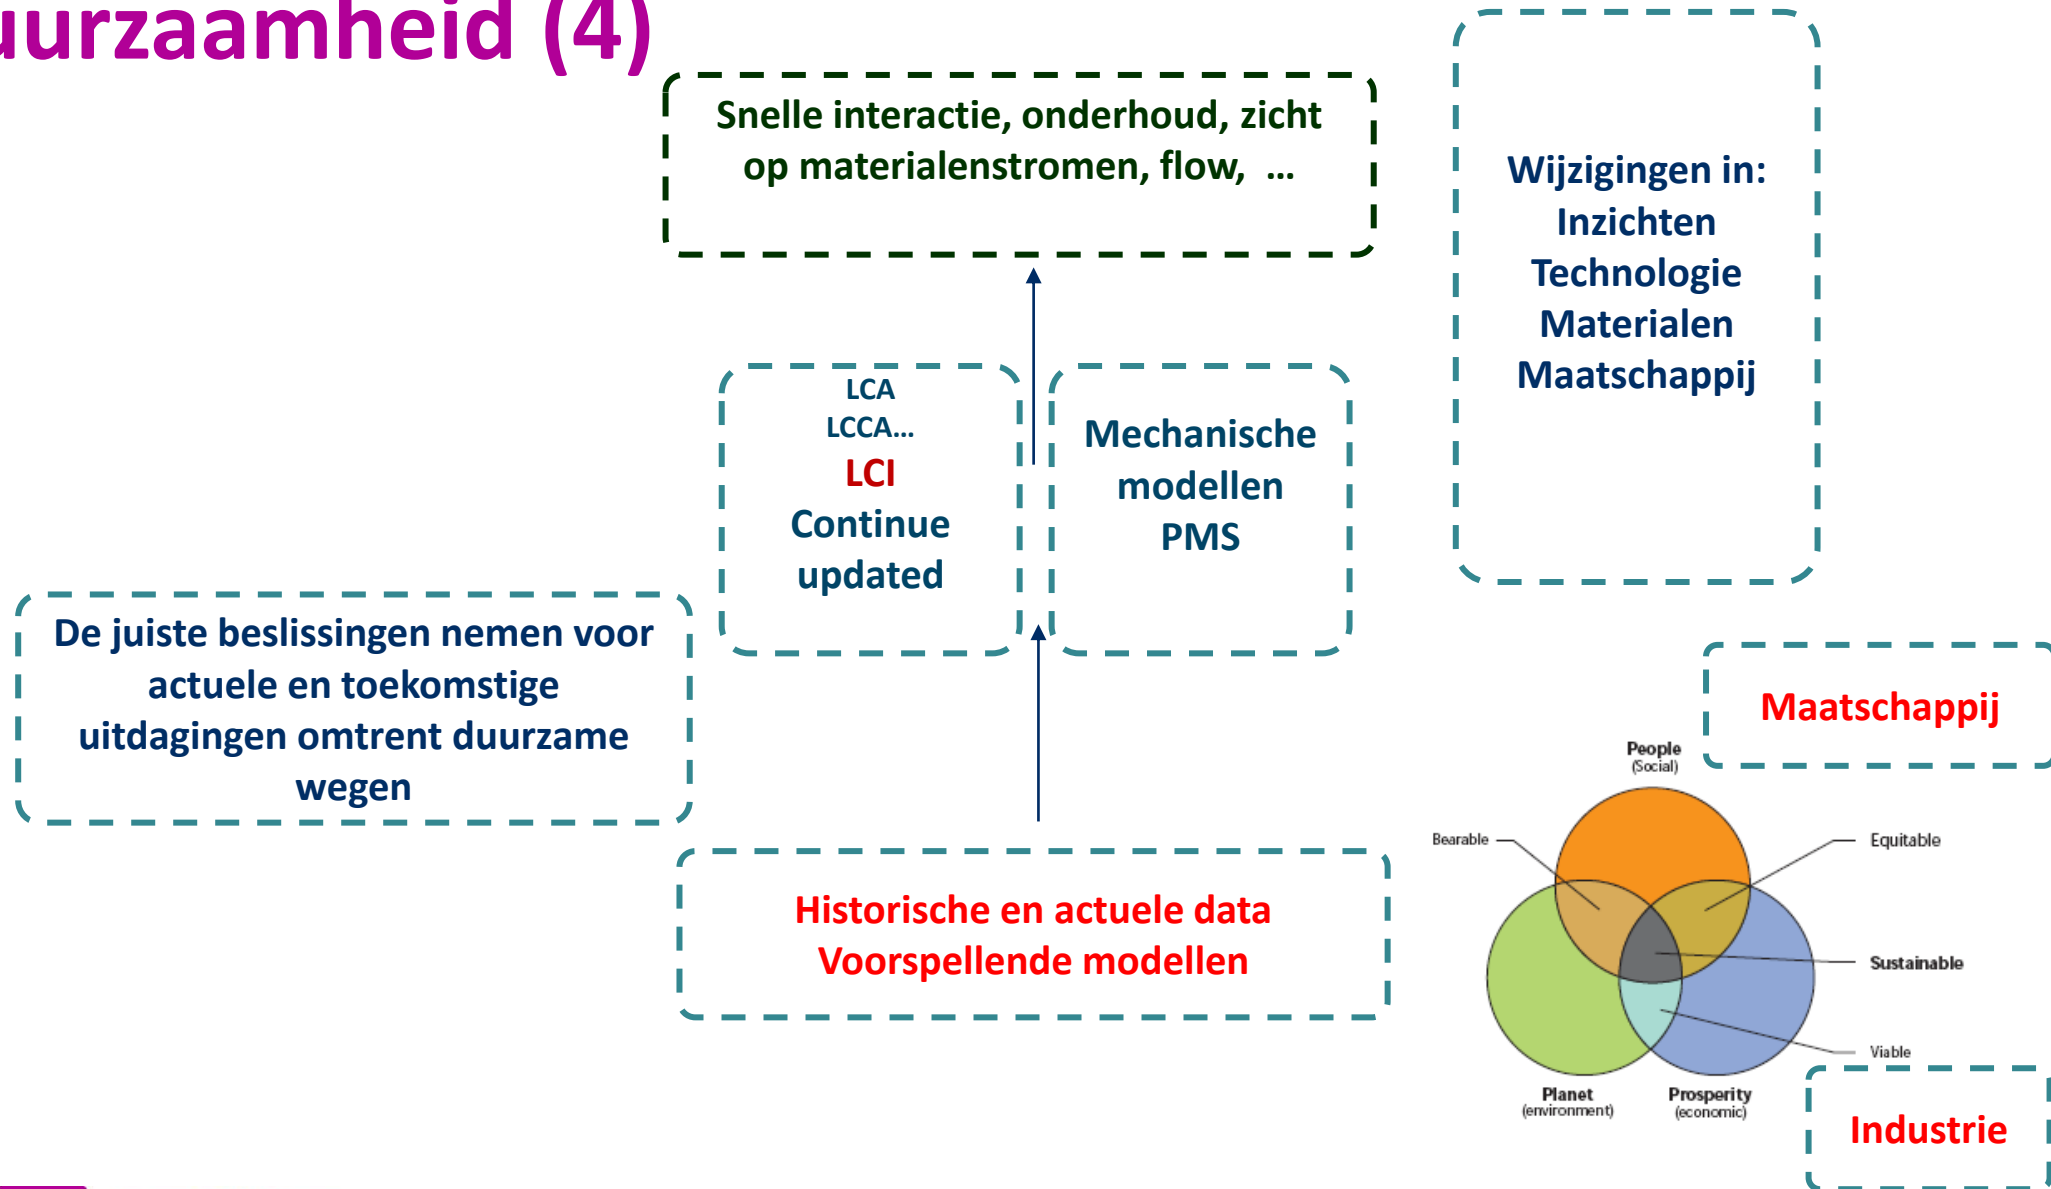 uurzaamheid (4)
Snelle interactie, onderhoud, zicht
op materialenstromen, flow, ...
Wijzigingen in:
Inzichten
Technologie
Materialen
Maatschappij
LCA
LCCA...
LCI
Continue
updated
Mechanische
modellen
PMS
De juiste beslissingen nemen voor
actuele en toekomstige
uitdagingen omtrent duurzame
wegen
Historische en actuele data
Voorspellende modellen
Maatschappij
People
(Social)
Bearable
Equitable
Sustainable
Viable
Planet
(environment)
Prosperity
(economic)
Industrie